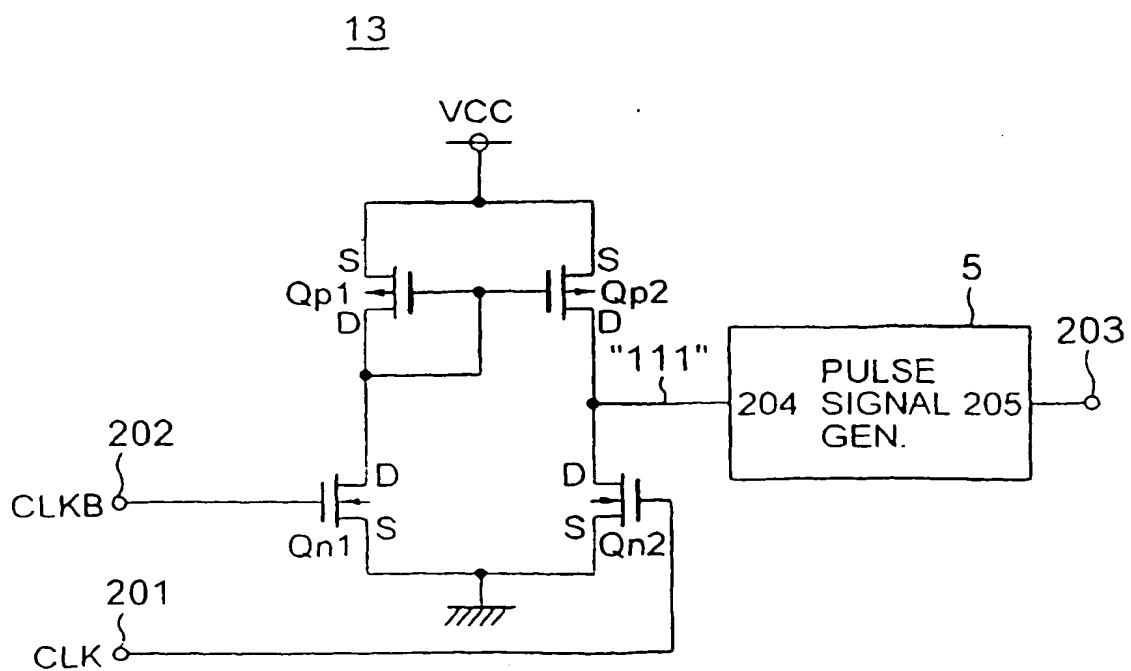 13
VCC
S
S
Qp1
Qp2
D
D
5
203
"111"
204
PULSE
SIGNAL
GEN.
205
202
CLKB
D
D
S
S
Qn1
Qn2
201
CLK